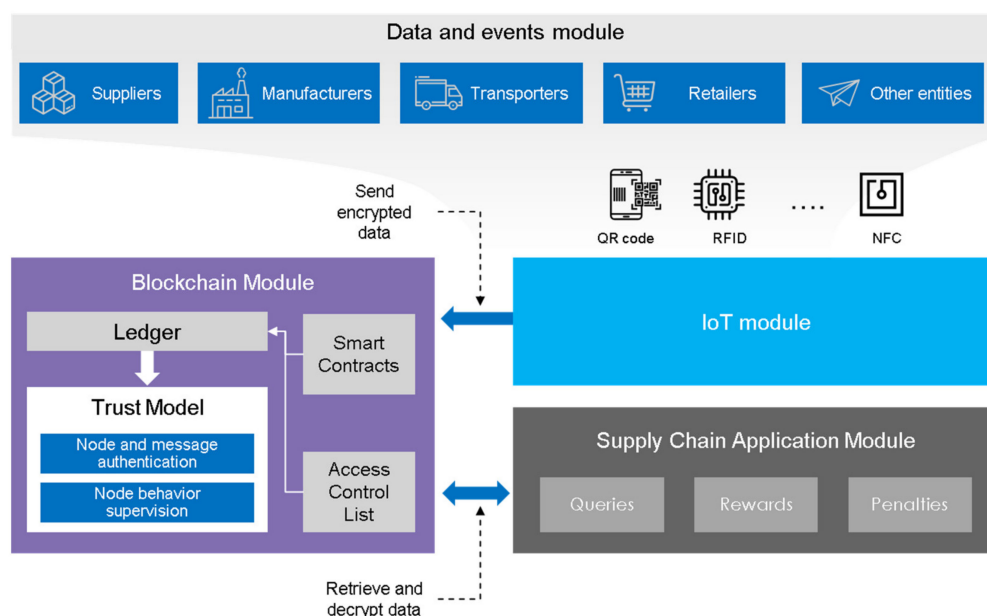 Data and events module
Suppliers
Manufacturers
Transporters
Retailers
Other entities
Send
encrypted
data
QR code
RFID
....
NFC
Blockchain Module
Ledger
Smart
Contracts
Trust Model
Node and message
authentication
Node behavior
supervision
Access
Control
List
IoT module
Supply Chain Application Module
Queries
Rewards
Penalties
Retrieve and
decrypt data